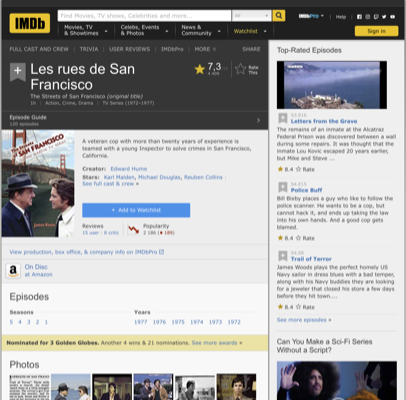 IMDb
Find Movies, TV shows, Celebrities and more...
All
IMDbPro
Help
Movies, TV
& Showtimes
Celebs, Events
& Photos
News &
Community
Watchlist
Sign in
FULL CAST AND CREW | TRIVIA | USER REVIEWS | IMDbPro | MORE
SHARE
Les rues de San
Francisco
7,3
Rate
This
The Streets of San Francisco (original title)
Action, Crime, Drama | TV Series (1972–1977)
Episode Guide
120 episodes
A veteran cop with more than twenty years of experience is
teamed with a young Inspector to solve crimes in San Francisco,
California.
Creator: Edward Hume
Stars: Karl Malden, Michael Douglas, Reuben Collins
See full cast & crew »
+ Add to Watchlist
Reviews
15 user | 8 critic
Popularity
2 186 ( 189)
View production, box office, & company info on IMDbPro
On Disc
at Amazon
Episodes
Seasons
5 4 3 2 1
Years
1977 1976 1975 1974 1973 1972
Nominated for 3 Golden Globes. Another 4 wins & 21 nominations. See more awards »
Photos
Top-Rated Episodes
Letters from the Grave
The remains of an inmate at the Alcatraz
Federal Prison was discovered between a wall
during some repairs. It was thought that the
inmate Lou Kovic escaped 20 years earlier,
but Mike and Steve ...
8.4 Rate
Police Buff
Bill Bixby places a guy who like to follow the
police scanner. He wants to be a cop, but
cannot hack it, and ends up taking the law
into his own hands. And a good cop gets
blamed.
8.4 Rate
Trail of Terror
James Woods plays the perfect homely US
Navy sailor in dress blues with a bad temper,
along with his Navy buddies they are looking
for a jeweler that closed his store a few days
before they hit town....
8.4 Rate
See more episodes »
Can You Make a Sci-Fi Series
Without a Script?